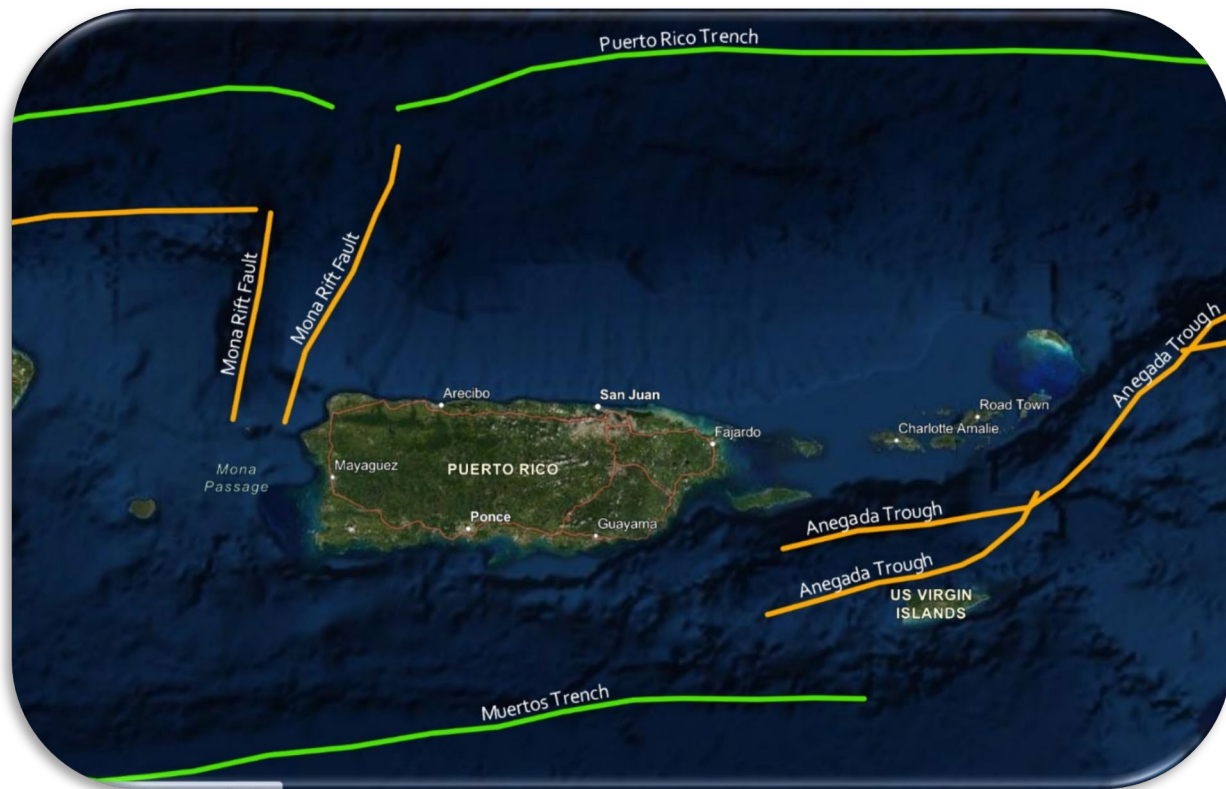 Puerto Rico Trench
Mona Rift Fault
Mona Rift Fault
Anegada Trough
Arecibo
San Juan
Road Town
Charlotte Amalie
Fajardo
Mayaguez
PUERTO RICO
Mona
Passage
Ponce
Guayama
Anegada Trough
Anegada Trough
US VIRGIN
ISLANDS
Muertos Trench